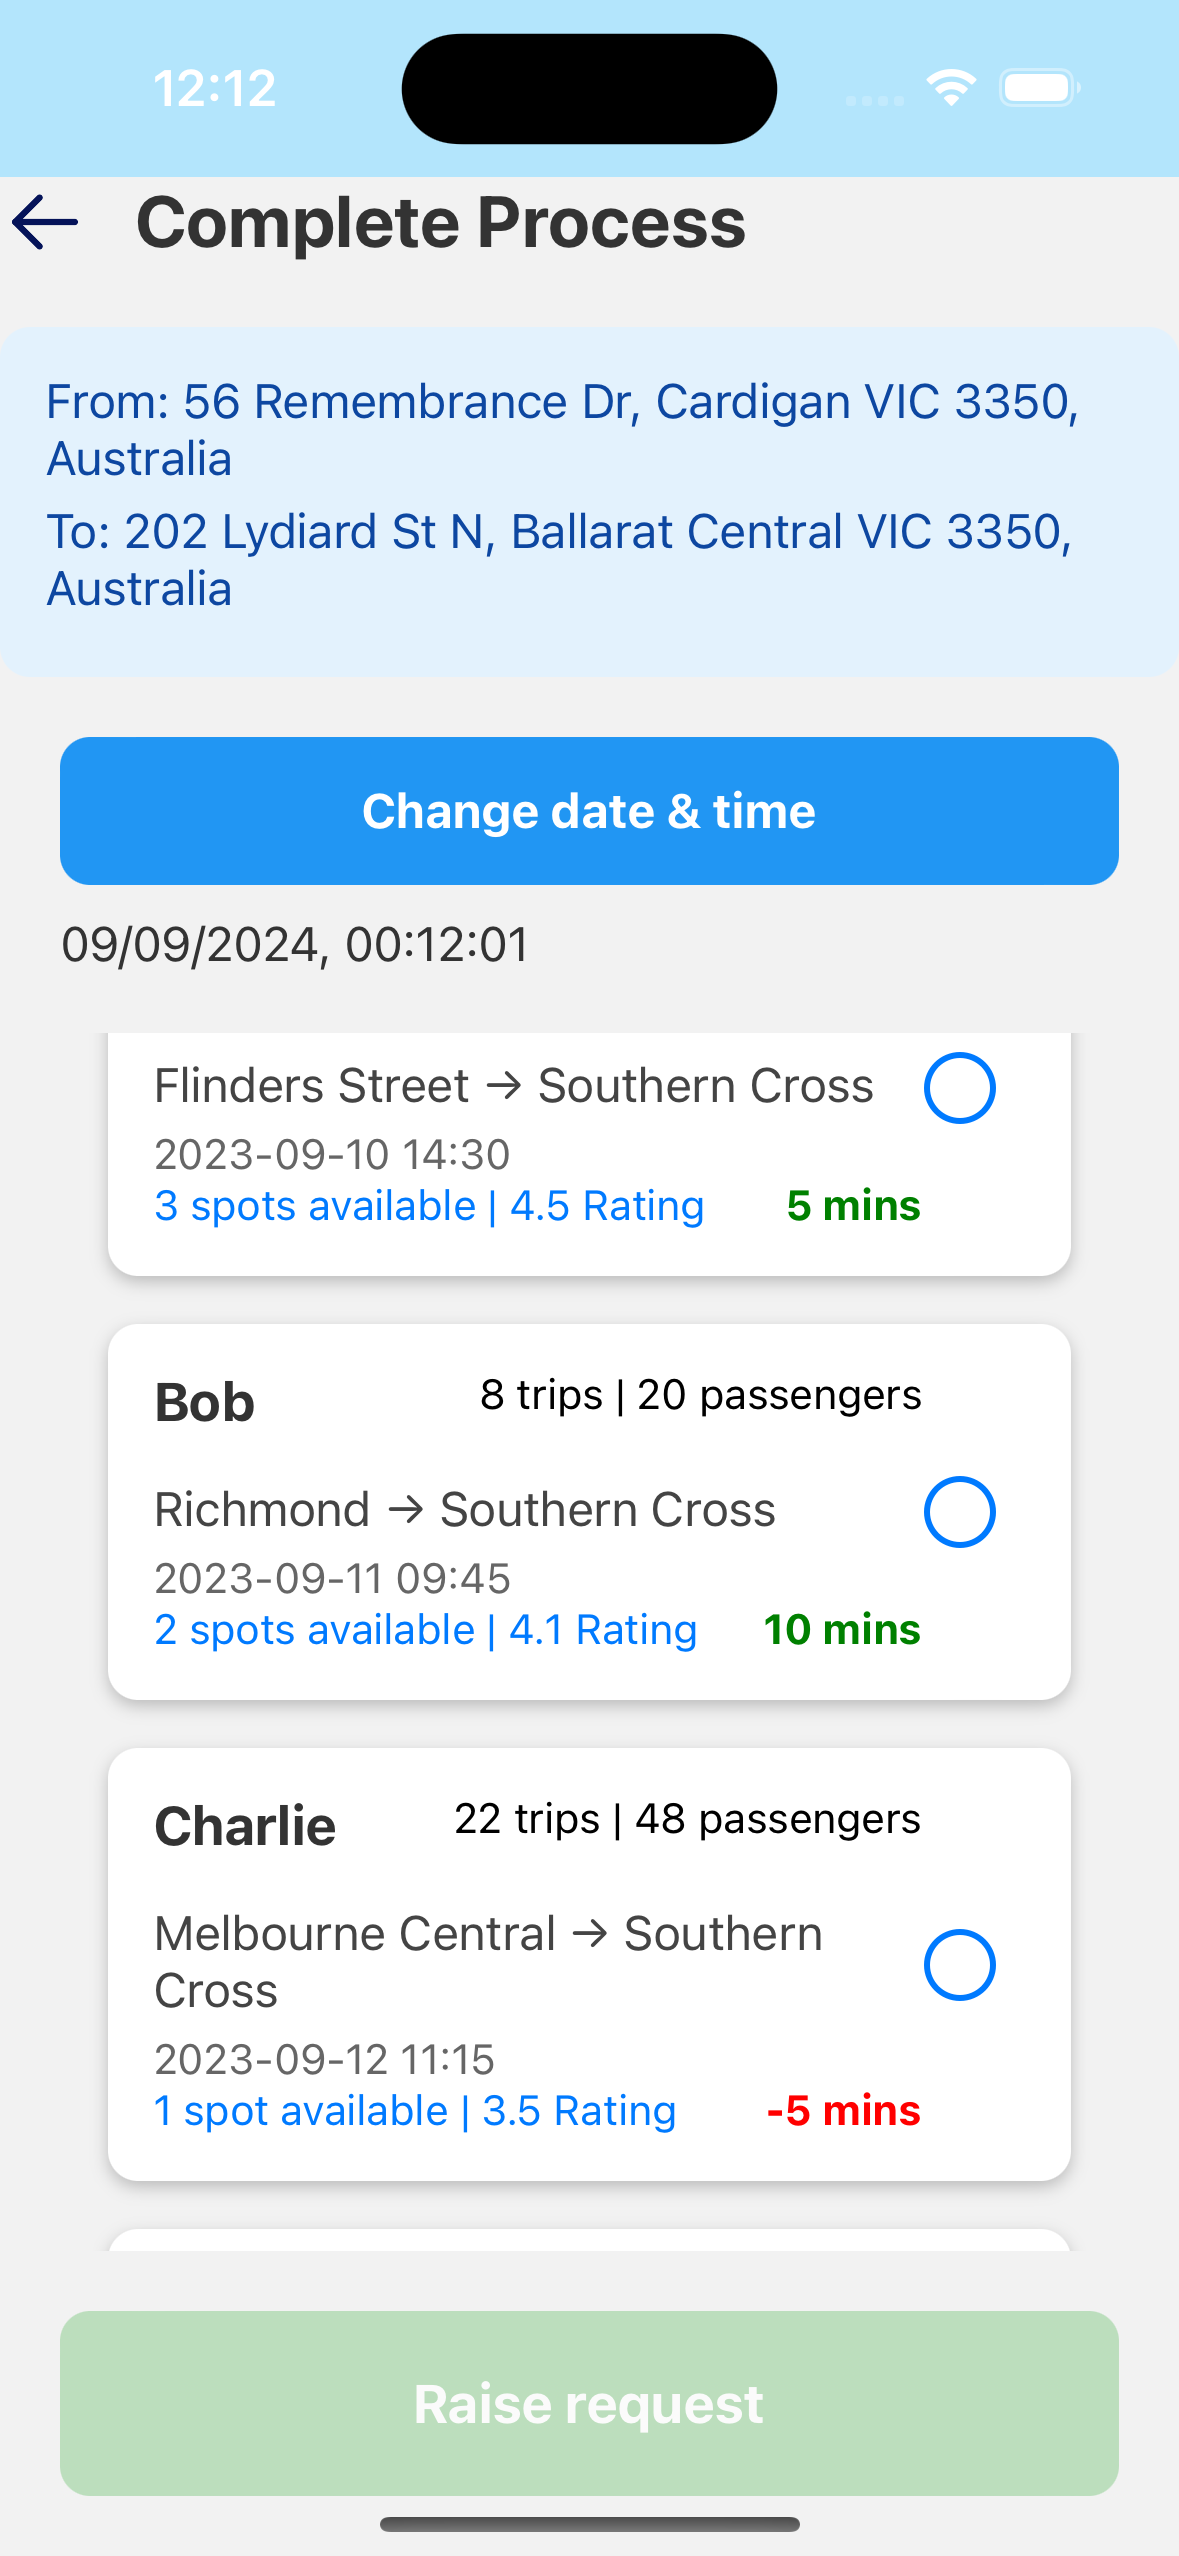 12:12
Complete Process
From: 56 Remembrance Dr, Cardigan VIC 3350,
Australia
To: 202 Lydiard St N, Ballarat Central VIC 3350,
Australia
Change date & time
09/09/2024, 00:12:01
Flinders Street → Southern Cross
2023-09-10 14:30
3 spots available | 4.5 Rating 5 mins
Bob 8 trips | 20 passengers
Richmond → Southern Cross
2023-09-11 09:45
2 spots available | 4.1 Rating 10 mins
Charlie 22 trips | 48 passengers
Melbourne Central → Southern
Cross
2023-09-12 11:15
1 spot available | 3.5 Rating -5 mins
Raise request